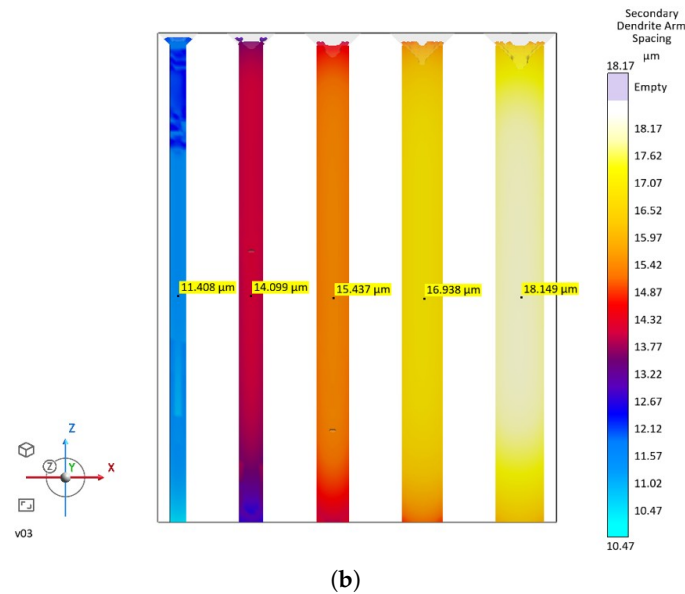 Secondary
Dendrite Arm
Spacing
µm
18.17
Empty
18.17
17.62
17.07
16.52
15.97
15.42
14.87
14.32
13.77
13.22
12.67
12.12
11.57
11.02
10.47
10.47
11.408 µm
14.099 µm
15.437 µm
16.938 µm
18.149 µm
Z
Z
Y
X
v03
(b)